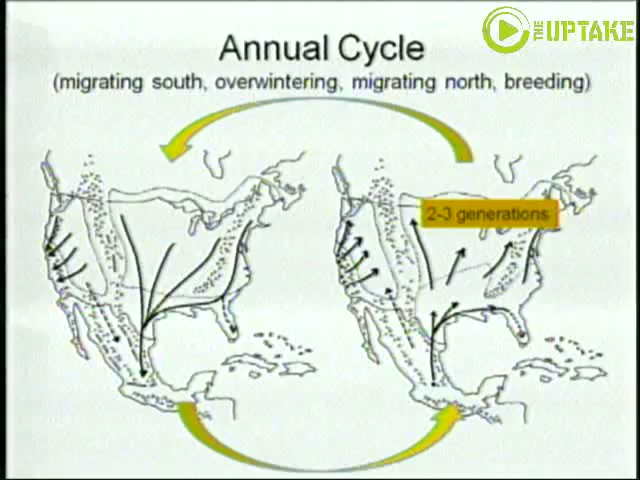 THE UPTAKE
Annual Cycle
(migrating south, overwintering, migrating north, breeding)
2-3 generations